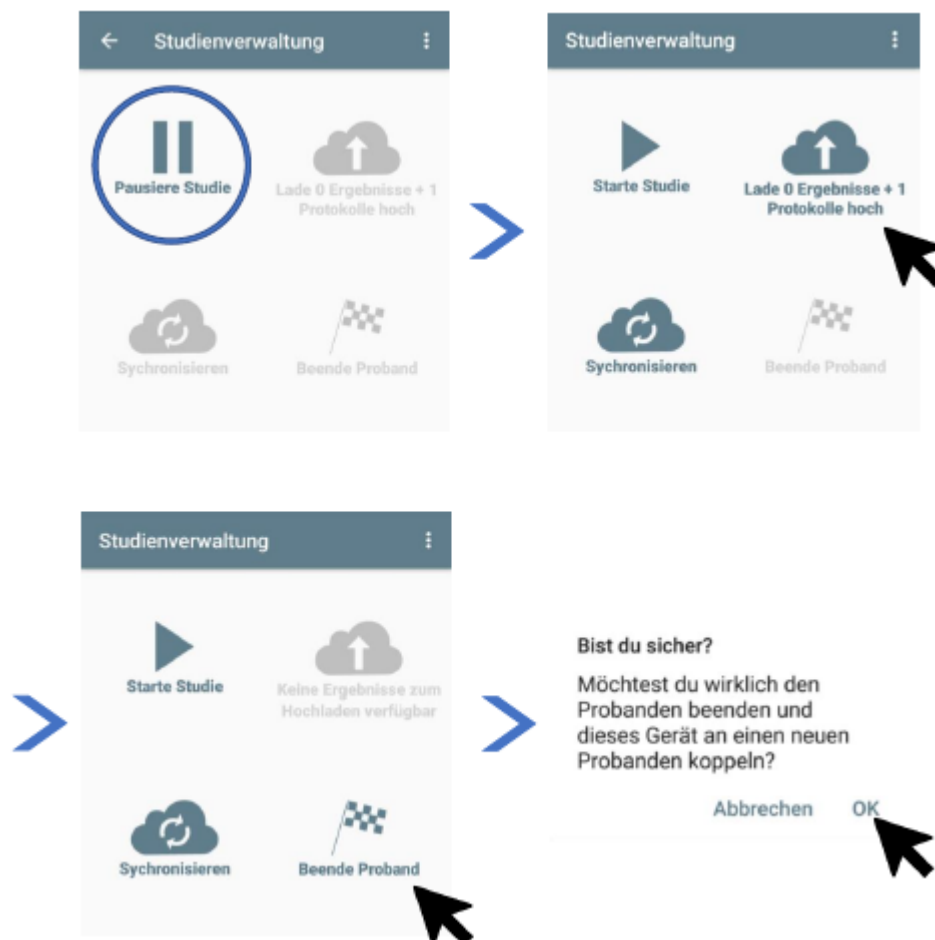 Studienverwaltung
Pausiere Studie
Lade 0 Ergebnisse + 1
Protokolle hoch
Sychronisieren
Beende Proband
Studienverwaltung
Starte Studie
Lade 0 Ergebnisse + 1
Protokolle hoch
Sychronisieren
Beende Proband
Studienverwaltung
Starte Studie
Keine Ergebnisse zum
Hochladen verfügbar
Sychronisieren
Beende Proband
Bist du sicher?
Möchtest du wirklich den
Probanden beenden und
dieses Gerät an einen neuen
Probanden koppeln?
Abbrechen OK